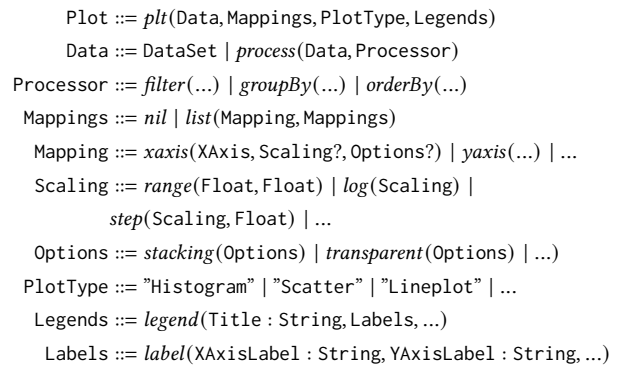 Plot ::= plt(Data, Mappings, PlotType, Legends)
Data ::= DataSet | process(Data, Processor)
Processor ::= filter(...) | groupBy(...) | orderBy(...)
Mappings ::= nil | list(Mapping, Mappings)
Mapping ::= xaxis(XAxis, Scaling?, Options?) | yaxis(...) | ...
Scaling ::= range(Float, Float) | log(Scaling) |
step(Scaling, Float) | ...
Options ::= stacking(Options) | transparent(Options) | ...)
PlotType ::= ”Histogram” | ”Scatter” | ”Lineplot” | ...
Legends ::= legend(Title : String, Labels, ...)
Labels ::= label(XAxisLabel : String, YAxisLabel : String, ...)